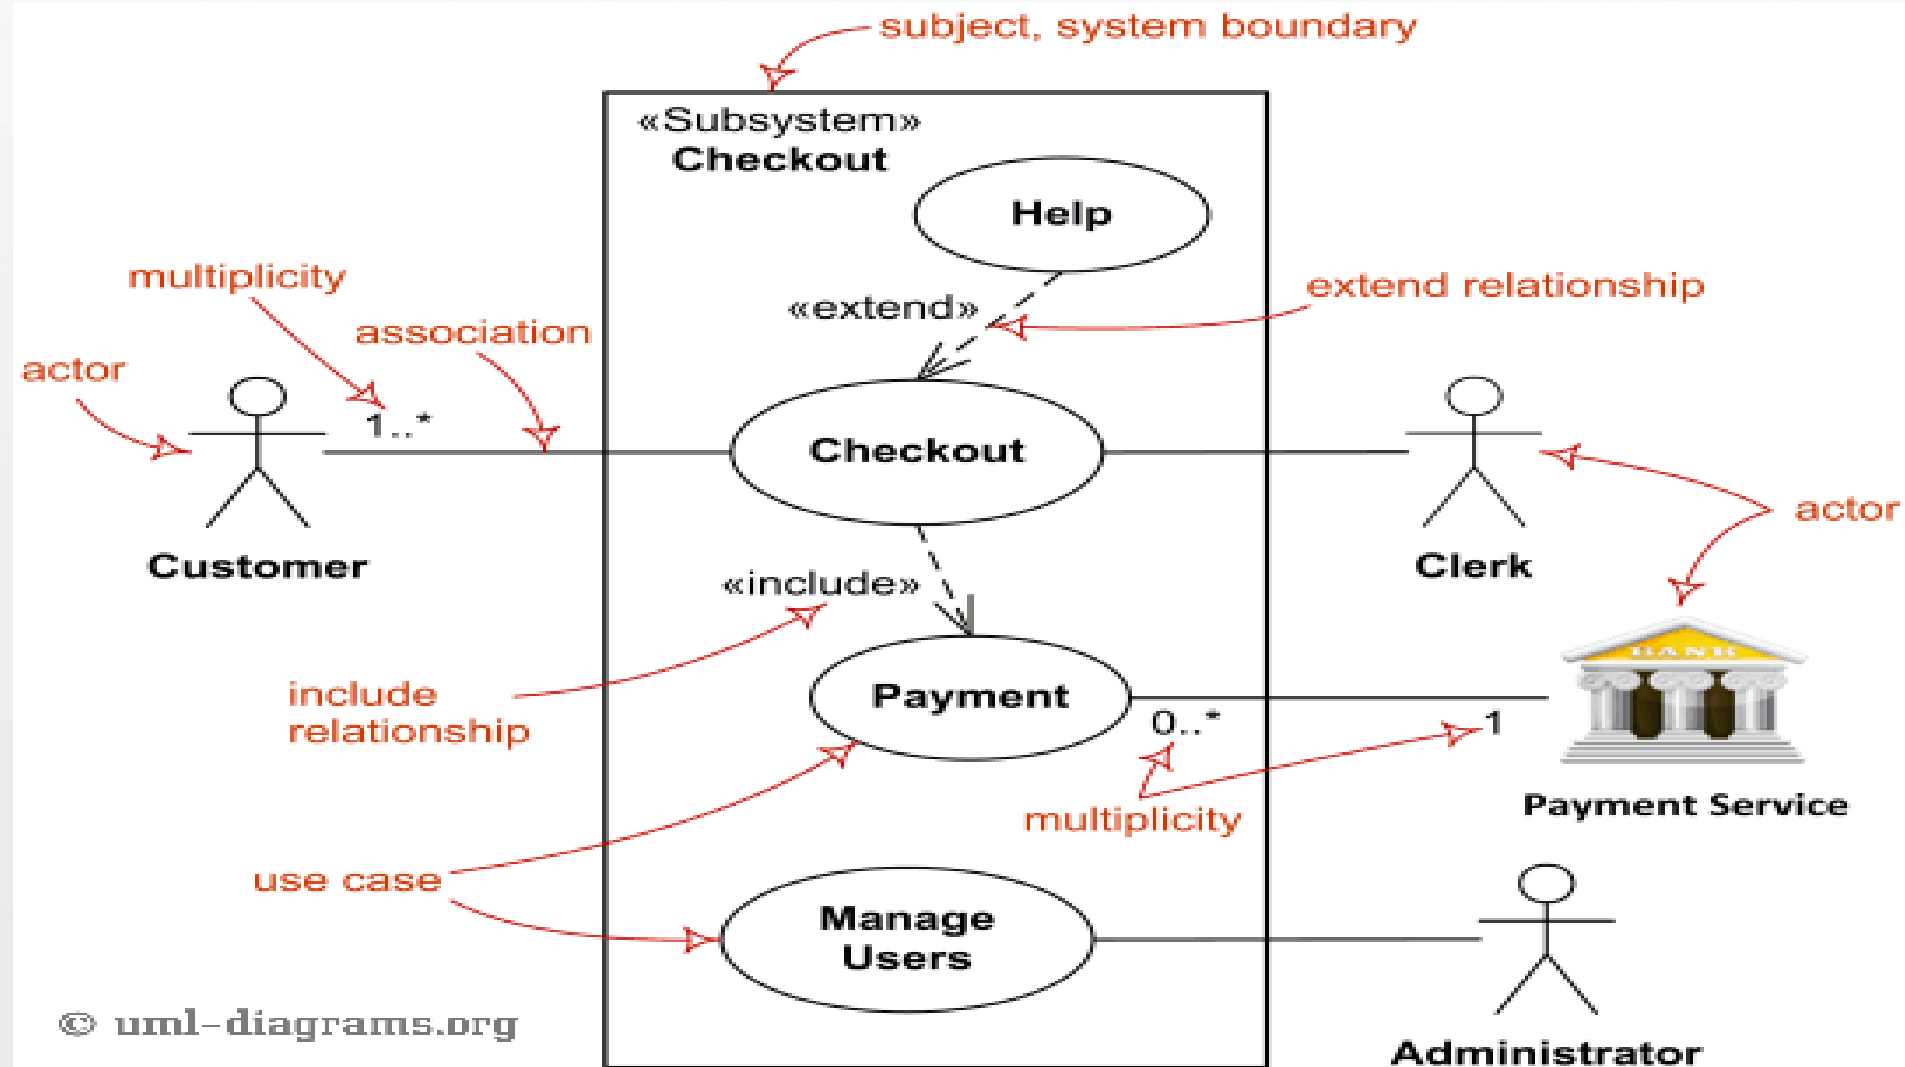 subject, system boundary
«Subsystem»
Checkout
Help
multiplicity
extend relationship
«extend»
association
actor
1..*
Checkout
actor
Customer
Clerk
«include»
BANK
include
relationship
Payment
0..*
1
Payment Service
multiplicity
use case
Manage
Users
© uml-diagrams.org
Administrator